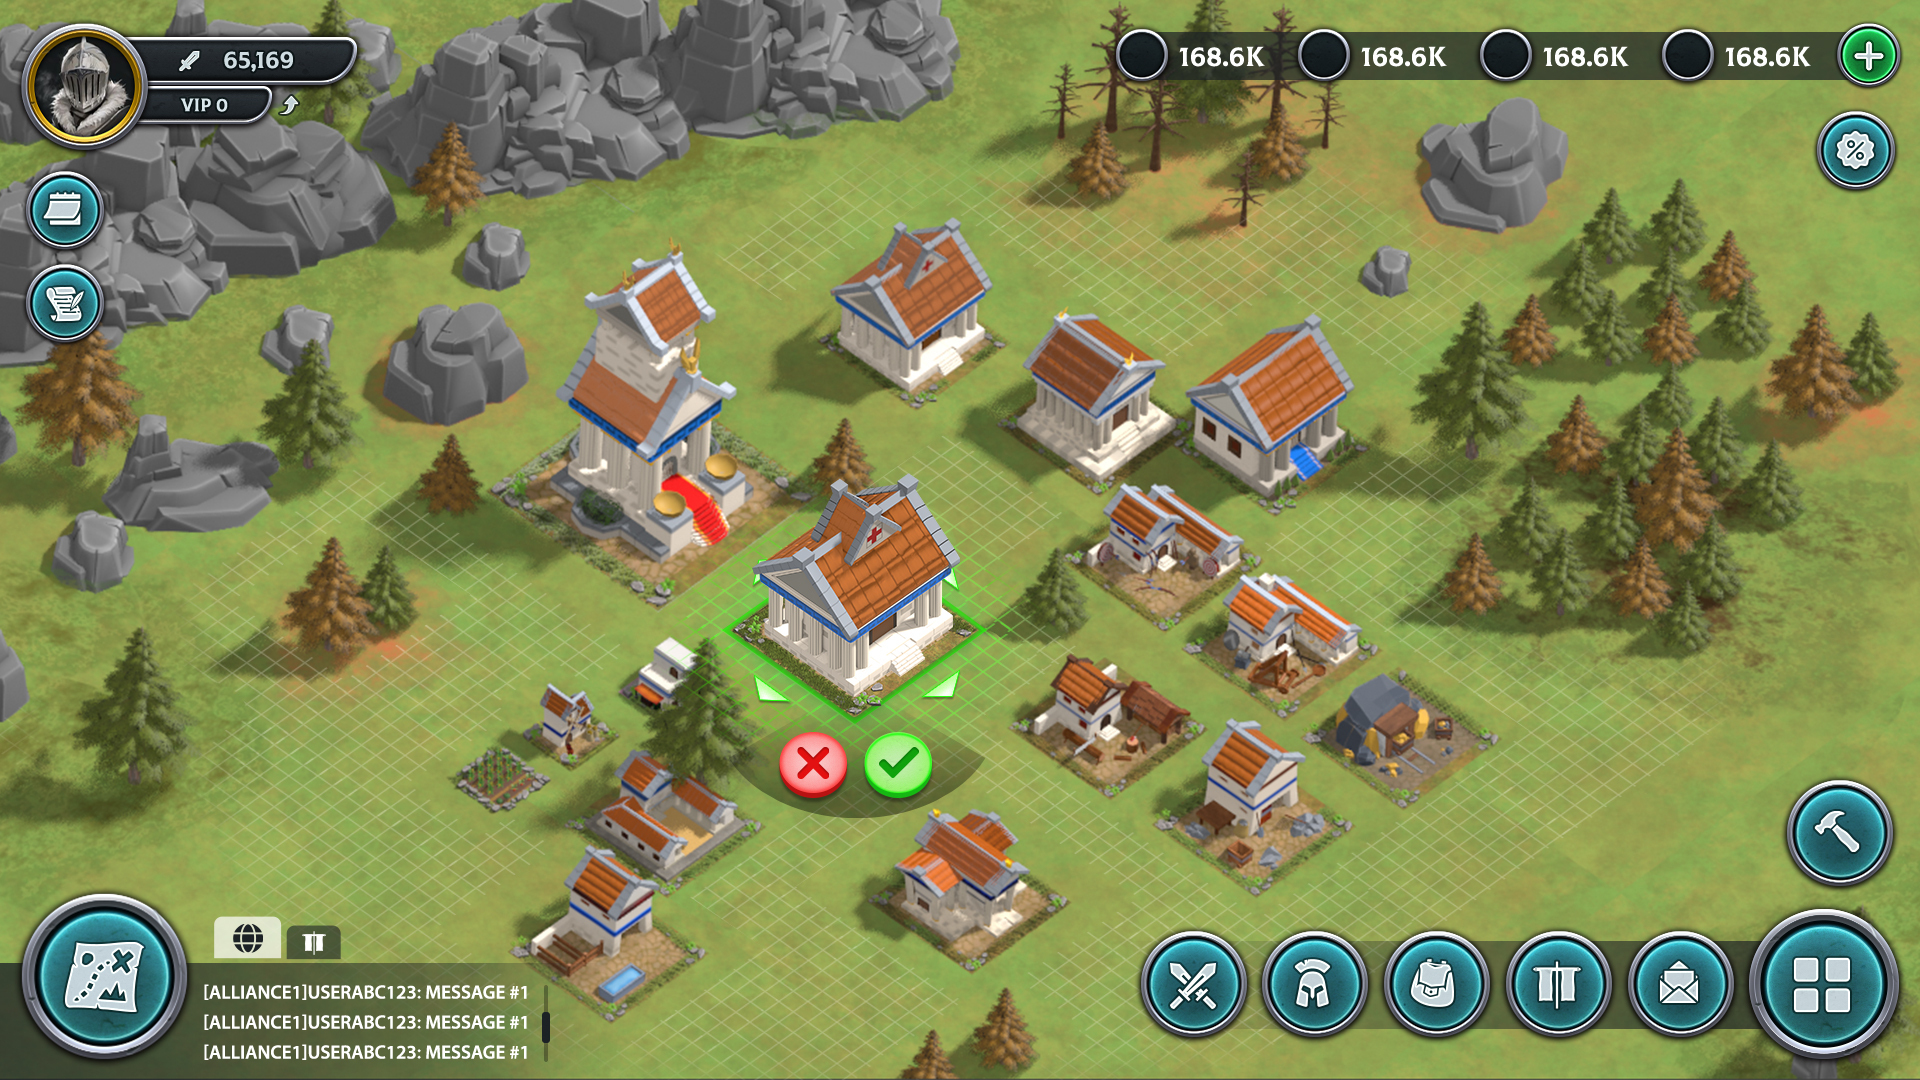 65,169
VIP 0
168.6K
168.6K
168.6K
168.6K
[ALLIANCE1]USERABC123: MESSAGE #1
[ALLIANCE1]USERABC123: MESSAGE #1
[ALLIANCE1]USERABC123: MESSAGE #1